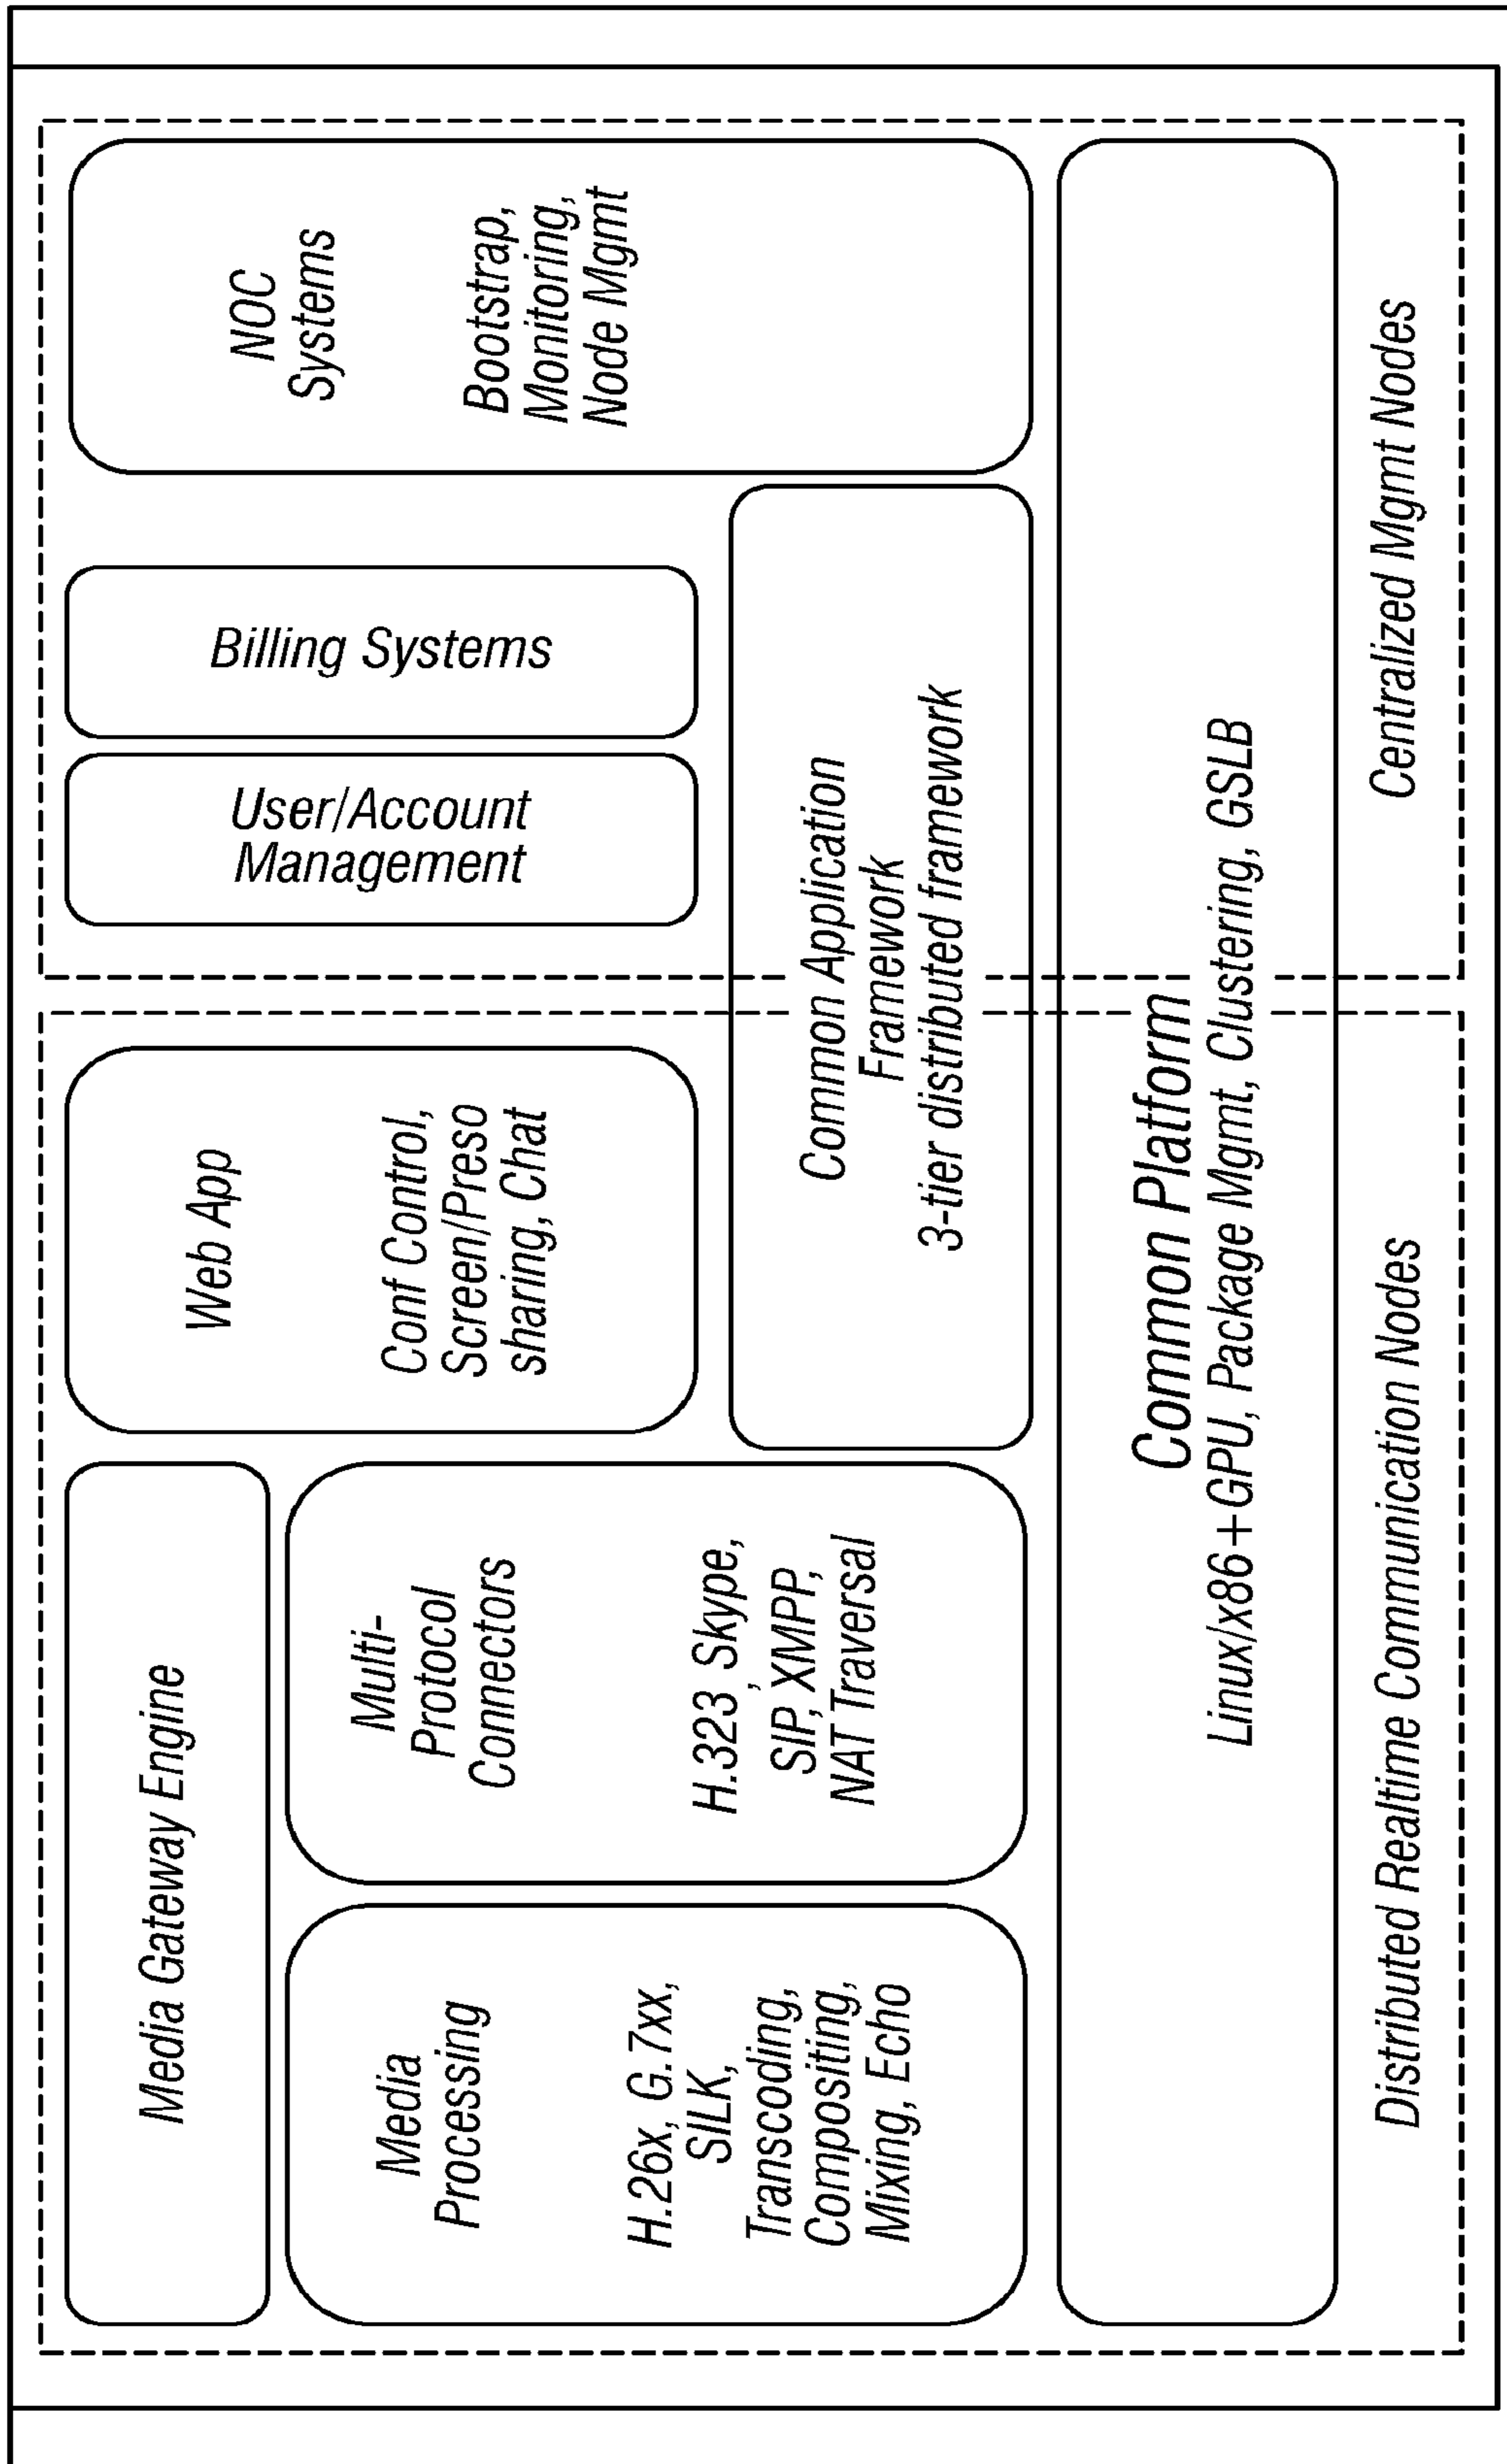 Media Gateway Engine
Media
Processing
H.26x, G.7xx,
SILK,
Transcoding,
Compositing,
Mixing, Echo
Multi-
Protocol
Connectors
H.323, Skype,
SIP, XMPP,
NAT Traversal
Web App
Conf Control,
Screen/Preso
sharing, Chat
User/Account
Management
Billing Systems
NOC
Systems
Bootstrap,
Monitoring,
Node Mgmt
Common Application
Framework
3-tier distributed framework
Common Platform
Linux/x86+GPU, Package Mgmt, Clustering, GSLB
Distributed Realtime Communication Nodes
Centralized Mgmt Nodes